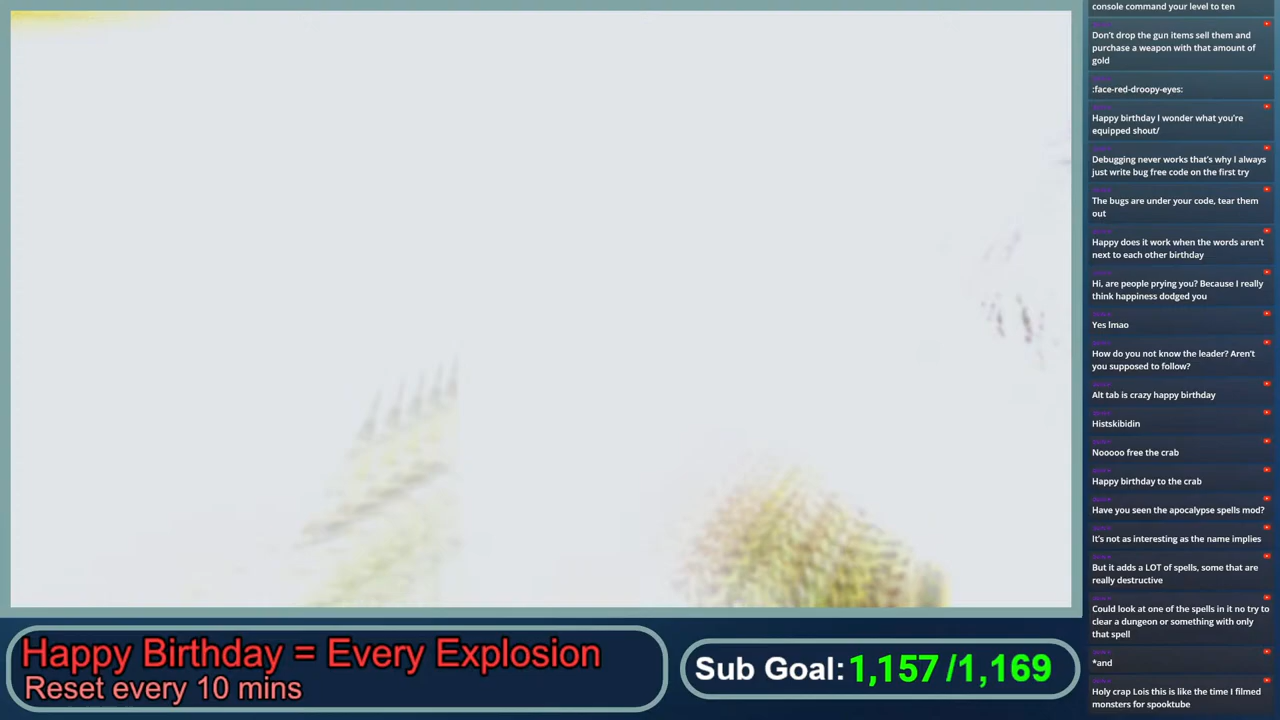 console command your level to ten
Don't drop the gun items sell them and
purchase a weapon with that amount of
gold
:face-red-droopy-eyes:
Happy birthday I wonder what you're
equipped shout/
Debugging never works that's why I always
just write bug free code on the first try
The bugs are under your code, tear them
out
Happy does it work when the words aren't
next to each other birthday
Hi, are people prying you? Because I really
think happiness dodged you
Yes lmao
How do you not know the leader? Aren't
you supposed to follow?
Alt tab is crazy happy birthday
Histskibidin
Nooooo free the crab
Happy birthday to the crab
Have you seen the apocalypse spells mod?
It's not as interesting as the name implies
But it adds a LOT of spells, some that are
really destructive
Could look at one of the spells in it no try to
clear a dungeon or something with only
that spell
*and
Holy crap Lois this is like the time I filmed
monsters for spooktube
Happy Birthday = Every Explosion
Reset every 10 mins
Sub Goal: 1,157 /1,169